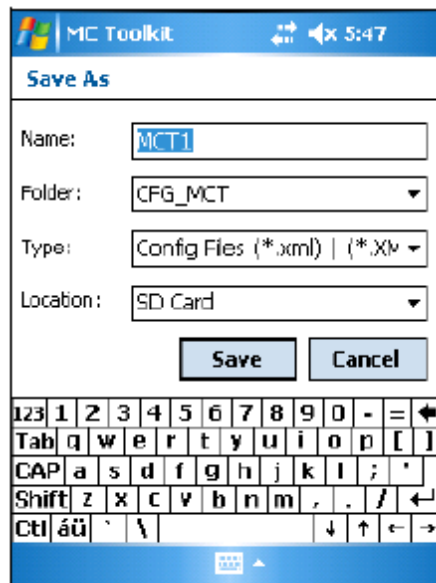 MC Toolkit 5:47
Save As
Name: MCT1
Folder: CFG_MCT
Type: Config Files (*.xml) | (*.XM
Location: SD Card
Save Cancel
123 1 2 3 4 5 6 7 8 9 0 - = ←
Tab q w e r t y u i o p [ ]
CAP a s d f g h j k l ; '
Shift z x c v b n m , . / ↵
Ctl áü ` \ ↓ ↑ ← →